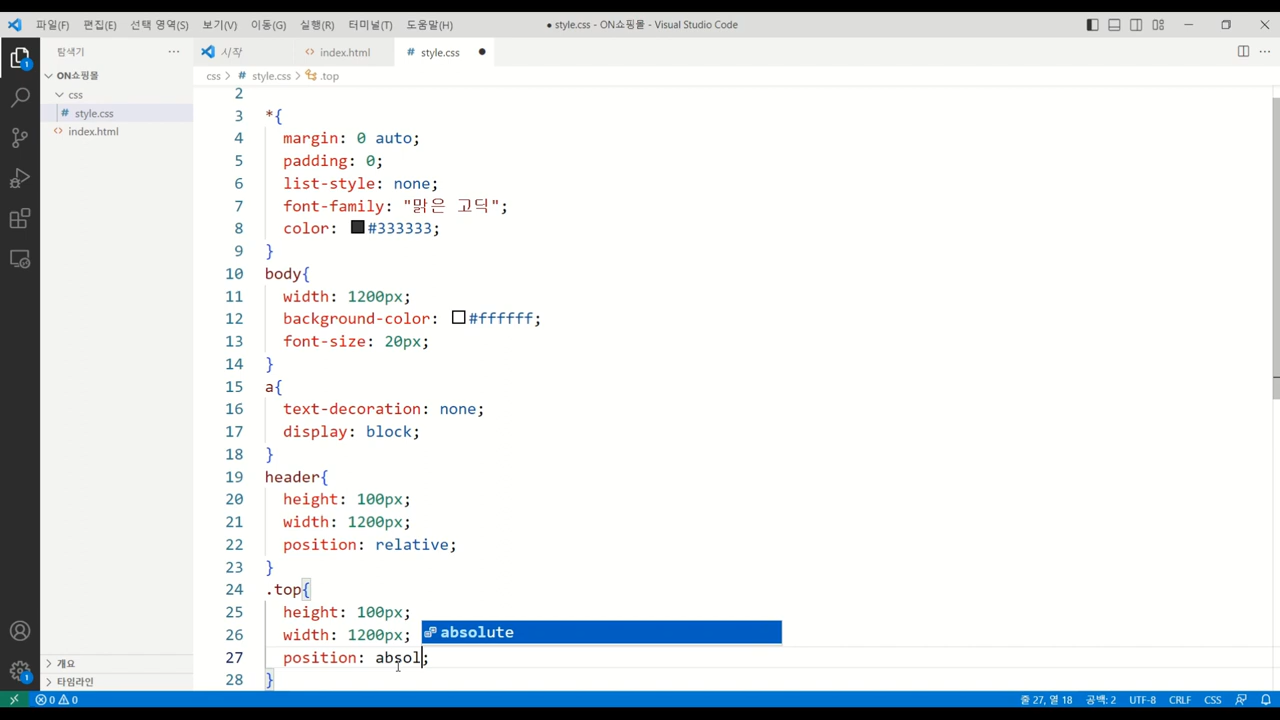 파일(F) 편집(E) 선택 영역(S) 보기(V) 이동(G) 실행(R) 터미널(T) 도움말(H) ● style.css - ON쇼핑몰 - Visual Studio Code
탐색기 ···
시작 index.html # style.css ●
ON쇼핑몰
css > # style.css > .top
css
# style.css
index.html
2
3 *{
4 margin: 0 auto;
5 padding: 0;
6 list-style: none;
7 font-family: "맑은 고딕";
8 color: #333333;
9 }
10 body{
11 width: 1200px;
12 background-color: #ffffff;
13 font-size: 20px;
14 }
15 a{
16 text-decoration: none;
17 display: block;
18 }
19 header{
20 height: 100px;
21 width: 1200px;
22 position: relative;
23 }
24 .top{
25 height: 100px;
26 width: 1200px;
absolute
27 position: absol;
28 }
개요
타임라인
1
1
0 0 줄 27, 열 18 공백: 2 UTF-8 CRLF CSS